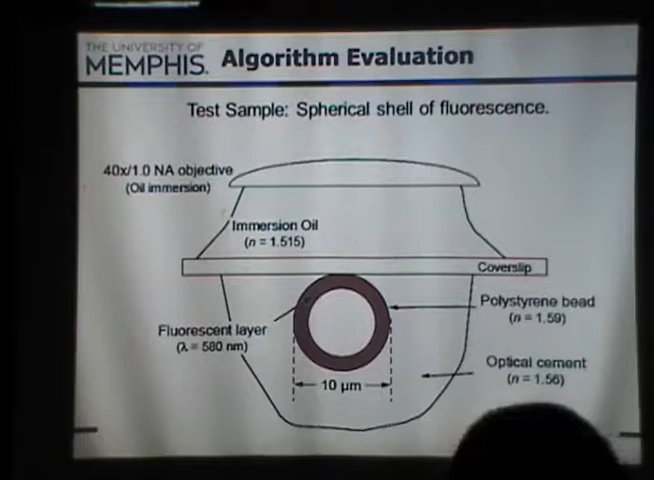 THE UNIVERSITY OF
MEMPHIS.
Algorithm Evaluation
Test Sample: Spherical shell of fluorescence.
40x/1.0 NA objective
(Oil immersion)
Immersion Oil
(n = 1.515)
Coverslip
Polystyrene bead
(n = 1.59)
Fluorescent layer
(λ = 580 nm)
Optical cement
(n = 1.56)
10 μm